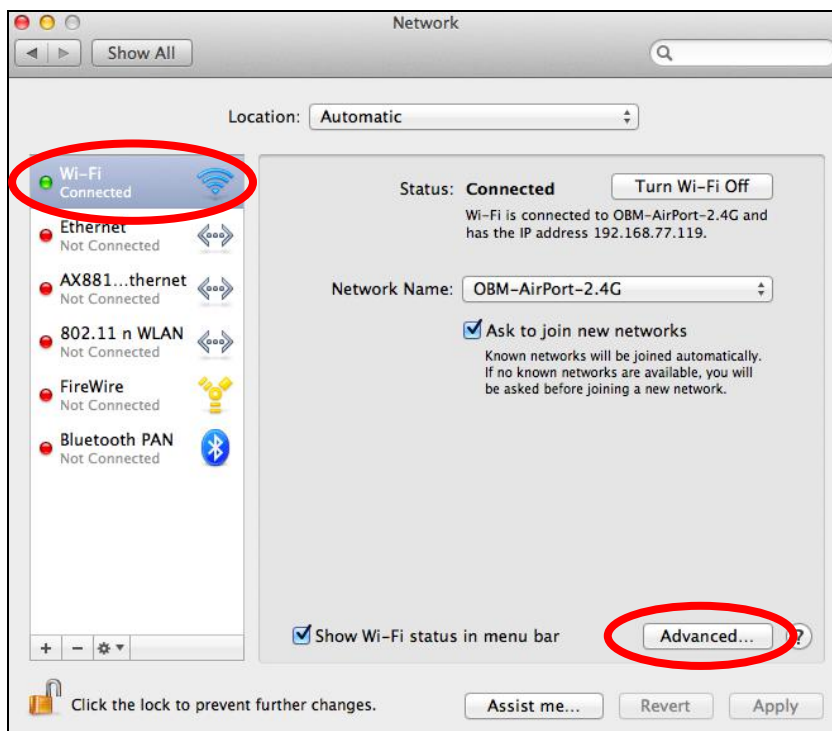 Network
Show All
Location: Automatic
Wi-Fi
Connected
Ethernet
Not Connected
AX881...thernet
Not Connected
802.11 n WLAN
Not Connected
FireWire
Not Connected
Bluetooth PAN
Not Connected
Status: Connected
Turn Wi-Fi Off
Wi-Fi is connected to OBM-AirPort-2.4G and
has the IP address 192.168.77.119.
Network Name: OBM-AirPort-2.4G
Ask to join new networks
Known networks will be joined automatically.
If no known networks are available, you will
be asked before joining a new network.
Show Wi-Fi status in menu bar
Advanced...
?
Click the lock to prevent further changes.
Assist me...
Revert
Apply